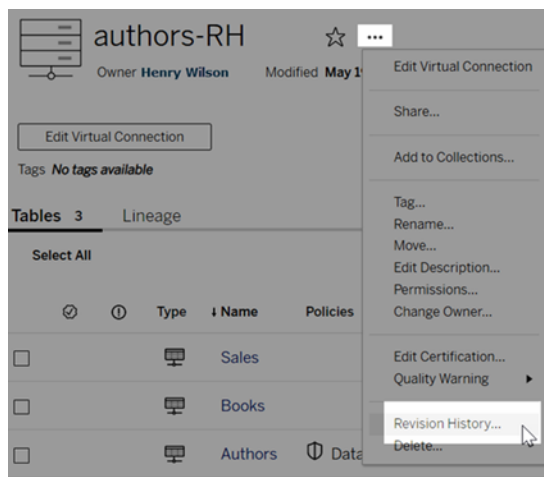 authors-RH
Owner Henry Wilson Modified May 1
Edit Virtual Connection
Tags No tags available
Tables 3 Lineage
Select All
Type ↓ Name Policies
Sales
Books
Authors Data
...
Edit Virtual Connection
Share...
Add to Collections...
Tag...
Rename...
Move...
Edit Description...
Permissions...
Change Owner...
Edit Certification...
Quality Warning
Revision History...
Delete...